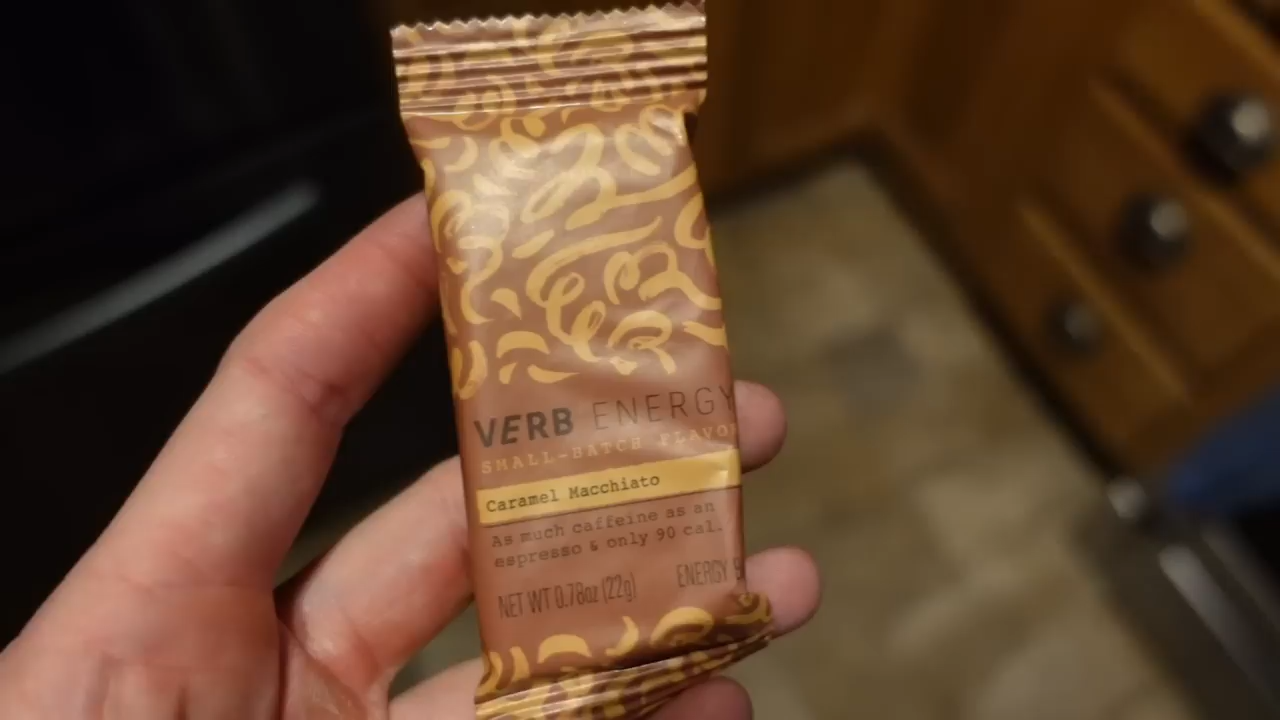 VERB ENERGY
SMALL-BATCH FLAVOR
Caramel Macchiato
As much caffeine as an
espresso & only 90 cal.
NET WT 0.78oz (22g) ENERGY B